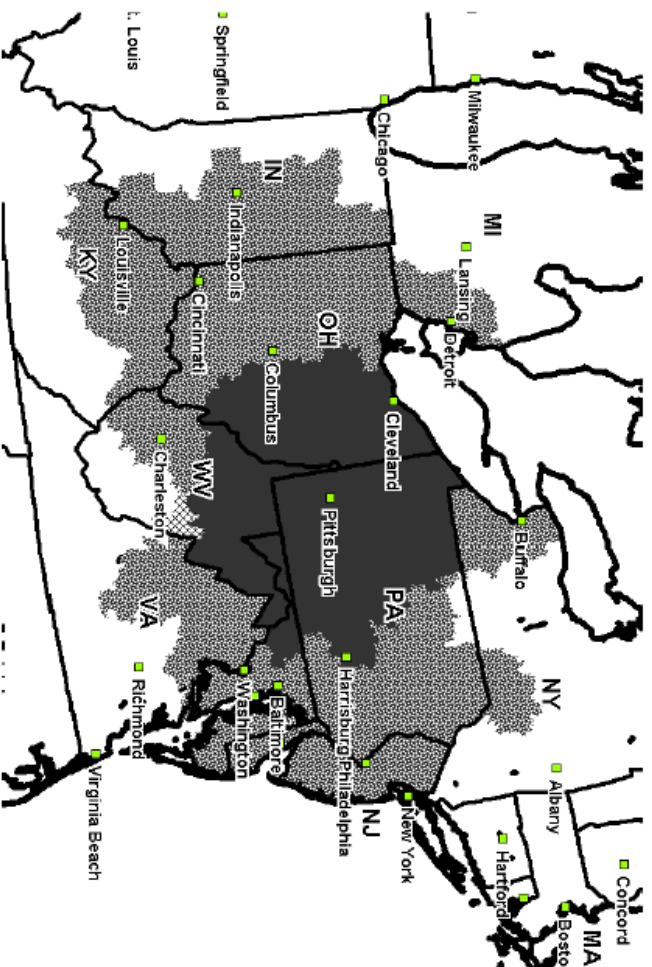 Concord
MA
Bosto
Albany
Hartford
NY
Buffalo
MI
Milwaukee
Lansing
Detroit
New York
Chicago
Cleveland
PA
NJ
Harrisburg
Philadelphia
Pittsburgh
OH
Columbus
Baltimore
IN
Indianapolis
Washington
Springfield
Cincinnati
WV
Charleston
VA
Richmond
t. Louis
Louisville
KY
Virginia Beach